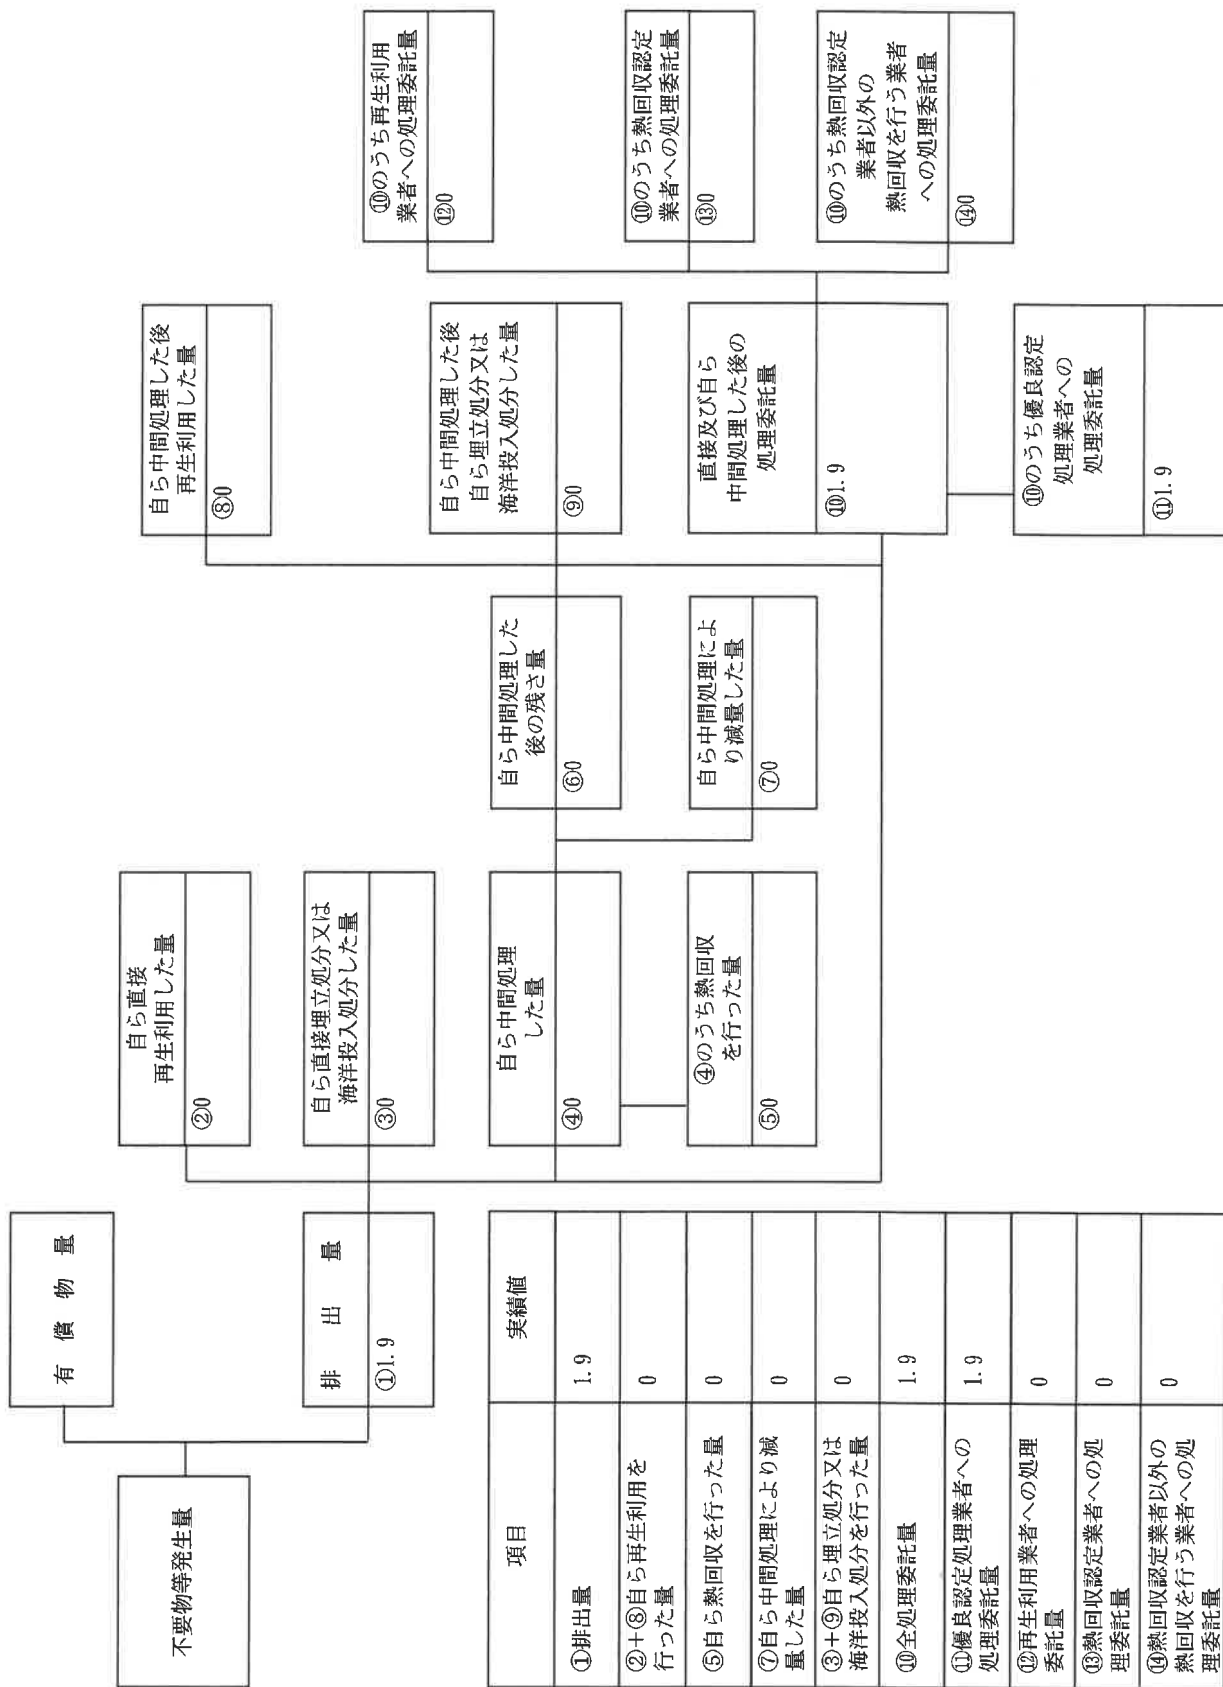 不要物等発生量
有 償 物 量
排 出 量
①1.9
自ら直接
再生利用した量
②0
自ら直接埋立処分又は
海洋投入処分した量
③0
自ら中間処理
した量
④0
④のうち熱回収
を行った量
⑤0
自ら中間処理した
後の残さ量
⑥0
自ら中間処理によ
り減量した量
⑦0
自ら中間処理した後
再生利用した量
⑧0
自ら中間処理した後
自ら埋立処分又は
海洋投入処分した量
⑨0
直接及び自ら
中間処理した後の
処理委託量
⑩1.9
⑩のうち優良認定
処理業者への
処理委託量
⑪1.9
⑩のうち再生利用
業者への処理委託量
⑫0
⑩のうち熱回収認定
業者への処理委託量
⑬0
⑩のうち熱回収認定
業者以外の
熱回収を行う業者
への処理委託量
⑭0
項目 実績値
①排出量 1.9
②+⑧自ら再生利用を
行った量 0
⑤自ら熱回収を行った量 0
⑦自ら中間処理により減
量した量 0
③+⑨自ら埋立処分又は
海洋投入処分を行った量 0
⑩全処理委託量 1.9
⑪優良認定処理業者への
処理委託量 1.9
⑫再生利用業者への処理
委託量 0
⑬熱回収認定業者への処
理委託量 0
⑭熱回収認定業者以外の
熱回収を行う業者への処
理委託量 0